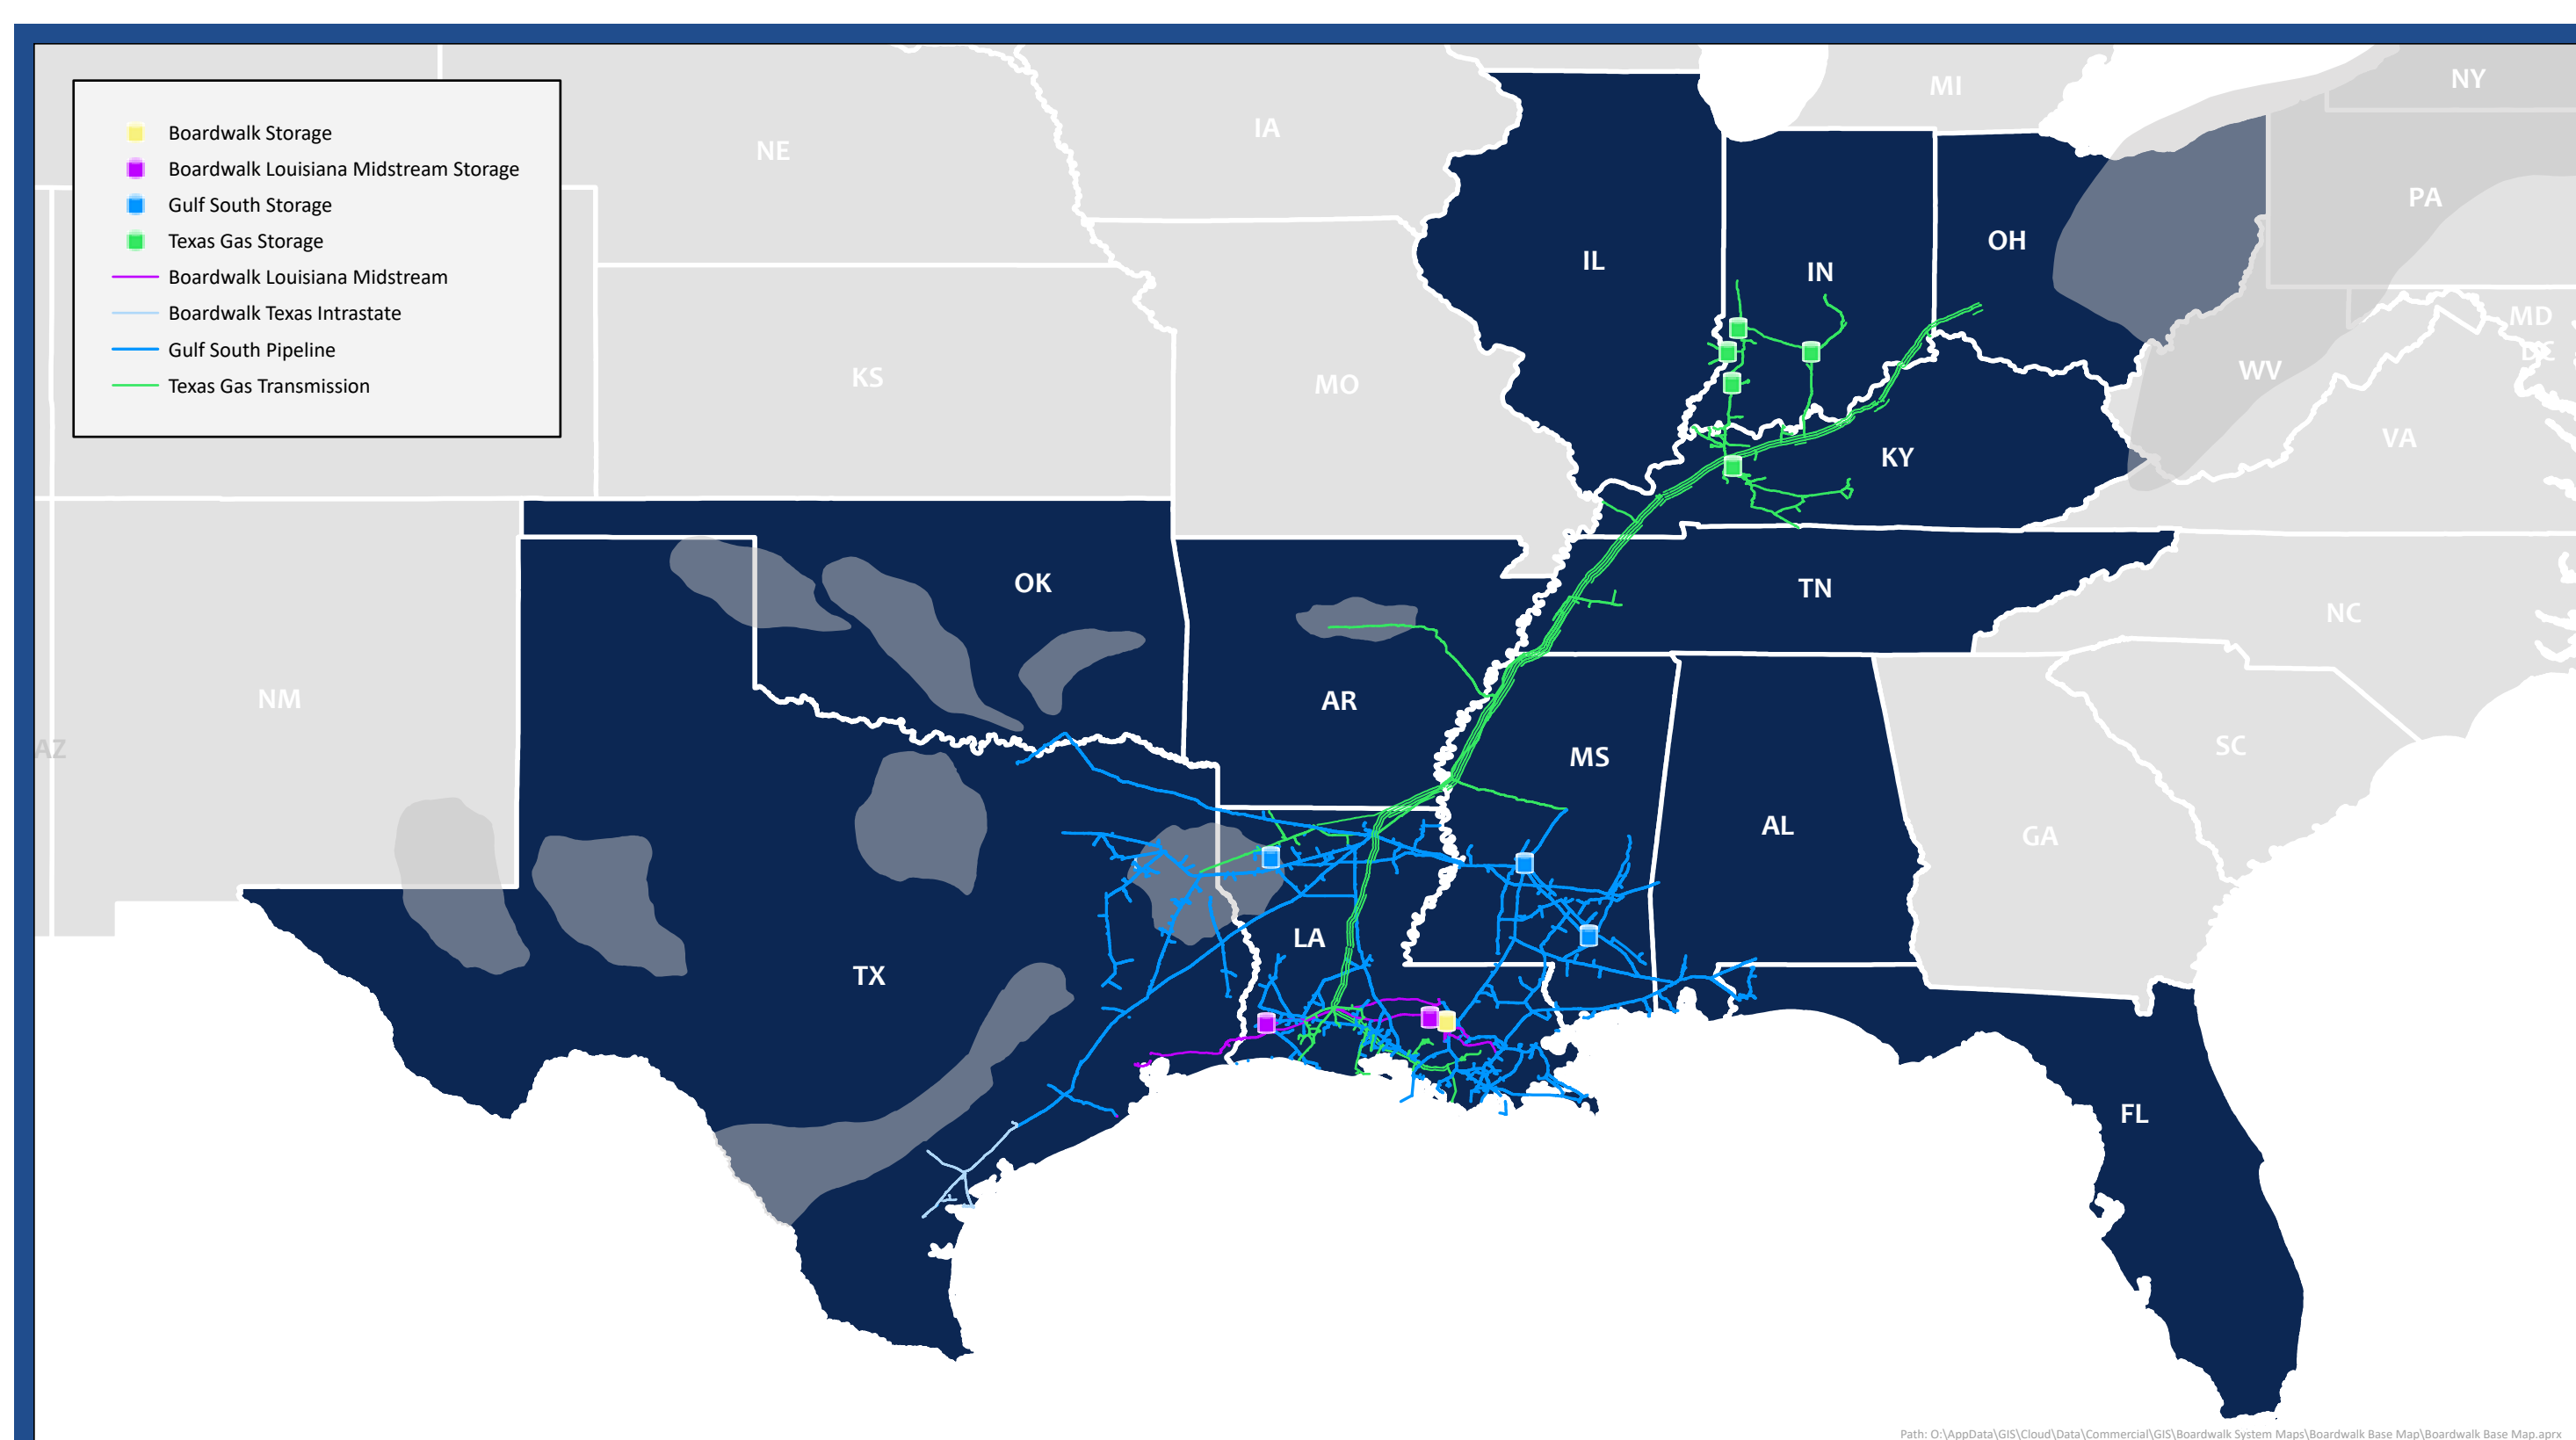 Boardwalk Storage
Boardwalk Louisiana Midstream Storage
Gulf South Storage
Texas Gas Storage
Boardwalk Louisiana Midstream
Boardwalk Texas Intrastate
Gulf South Pipeline
Texas Gas Transmission
NY
MI
IA
NE
PA
OH
IL
IN
MD
DC
WV
KS
MO
VA
KY
OK
TN
NC
NM
AR
SC
AZ
MS
AL
GA
LA
TX
FL
Path: O:\AppData\GIS\Cloud\Data\Commercial\GIS\Boardwalk System Maps\Boardwalk Base Map\Boardwalk Base Map.aprx